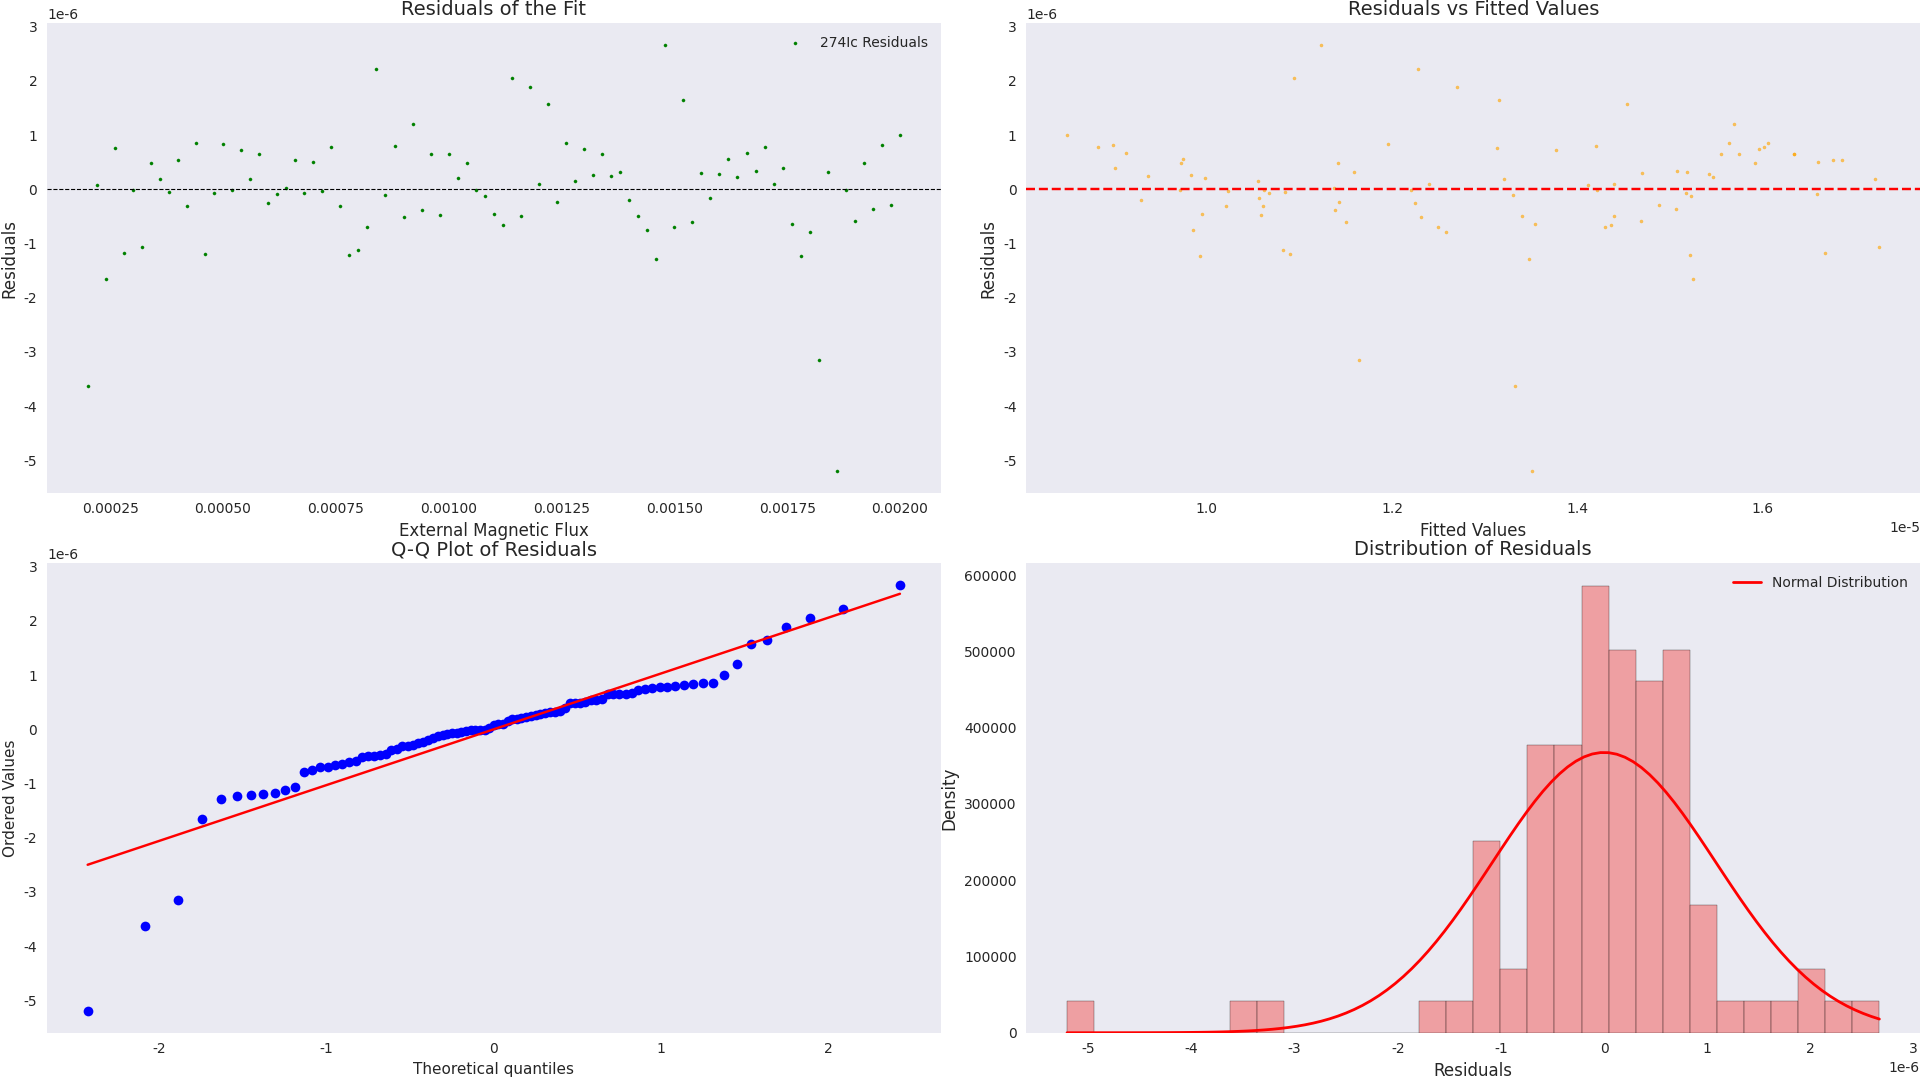 Residuals of the Fit
1e-6
274Ic Residuals
3
2
1
0
-1
-2
-3
-4
-5
Residuals
0.00025 0.00050 0.00075 0.00100 0.00125 0.00150 0.00175 0.00200
External Magnetic Flux
Residuals vs Fitted Values
1e-6
3
2
1
0
-1
-2
-3
-4
-5
Residuals
1.0 1.2 1.4 1.6
1e-5
Fitted Values
Q-Q Plot of Residuals
1e-6
3
2
1
0
-1
-2
-3
-4
-5
Ordered Values
-2 -1 0 1 2
Theoretical quantiles
Distribution of Residuals
Normal Distribution
600000
500000
400000
300000
200000
100000
0
Density
-5 -4 -3 -2 -1 0 1 2 3
1e-6
Residuals